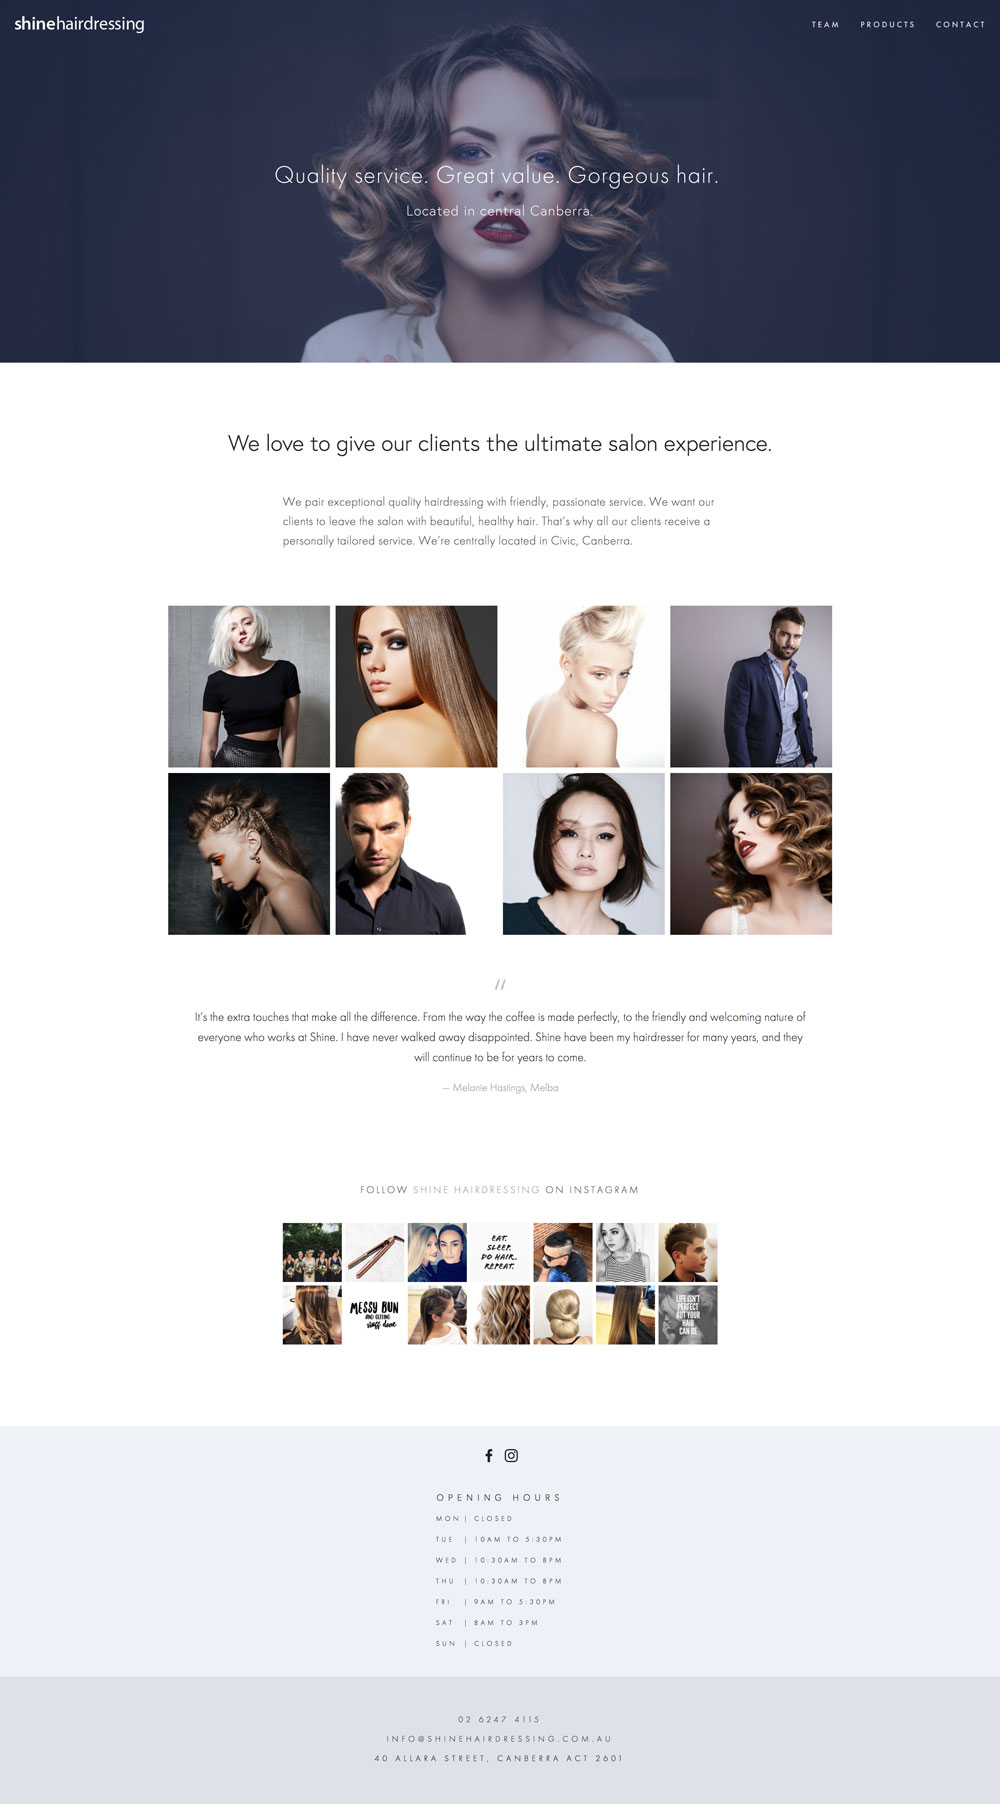 shinehairdressing
TEAM PRODUCTS CONTACT
Quality service. Great value. Gorgeous hair.
Located in central Canberra.
We love to give our clients the ultimate salon experience.
We pair exceptional quality hairdressing with friendly, passionate service. We want our
clients to leave the salon with beautiful, healthy hair. That's why all our clients receive a
personally tailored service. We're centrally located in Civic, Canberra.
"
It's the extra touches that make all the difference. From the way the coffee is made perfectly, to the friendly and welcoming nature of
everyone who works at Shine. I have never walked away disappointed. Shine have been my hairdresser for many years, and they
will continue to be for years to come.
— Melanie Hastings, Melba
FOLLOW SHINE HAIRDRESSING ON INSTAGRAM
EAT.
SLEEP.
DO HAIR.
REPEAT.
MESSY BUN
AND GETTING
stuff done
LIFE ISN'T
PERFECT
BUT YOUR
HAIR
CAN BE
OPENING HOURS
MON | CLOSED
TUE | 10AM TO 5:30PM
WED | 10:30AM TO 8PM
THU | 10:30AM TO 8PM
FRI | 9AM TO 5:30PM
SAT | 8AM TO 3PM
SUN | CLOSED
02 6247 4115
INFO@SHINEHAIRDRESSING.COM.AU
40 ALLARA STREET, CANBERRA ACT 2601